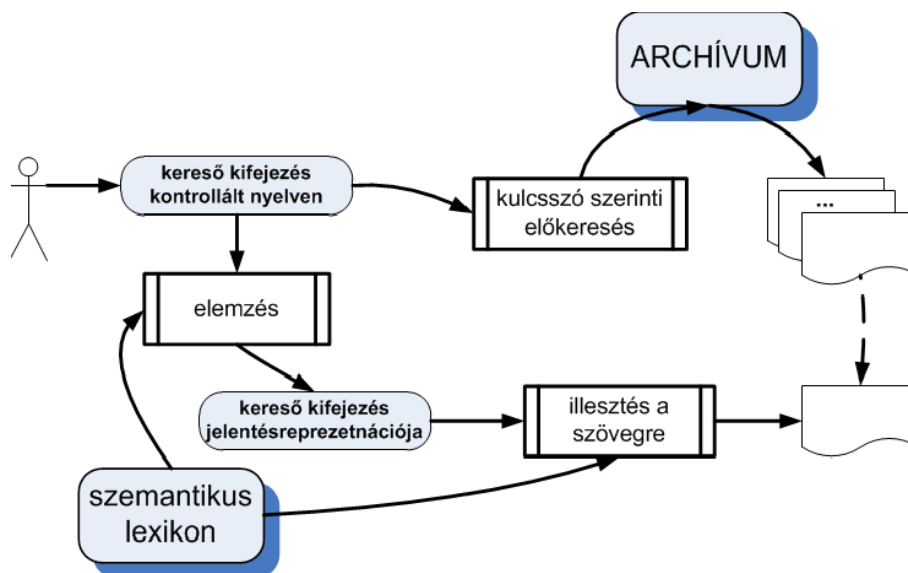 ARCHÍVUM
kereső kifejezés
kontrollált nyelven
kulcsszó szerinti
előkeresés
...
elemzés
kereső kifejezés
jelentésreprezetnációja
illesztés a
szövegre
szemantikus
lexikon